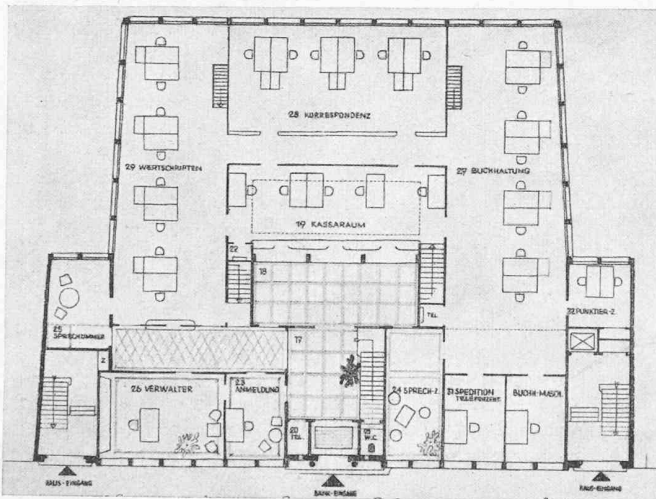 28 KORRESPONDENZ
29 WERTSCHRIFTEN
27 BUCHHALTUNG
19 KASSARAUM
22
18
TEL.
32 PUNKTIER-Z.
25
SPRECHZIMMER
17
Z
26 VERWALTER
23
ANMELDUNG
24 SPRECH-Z.
31 SPEDITION
TELEPHONZENT.
BUCHH.-MASCH.
20
TEL.
W.C.
HAUS-EINGANG
BANK-EINGANG
HAUS-EINGANG